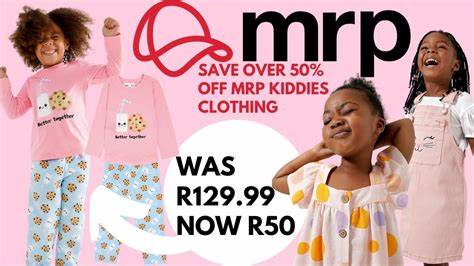 mrp
SAVE OVER 50%
OFF MRP KIDDIES
CLOTHING
Better Together
Better Together
WAS
R129.99
NOW R50